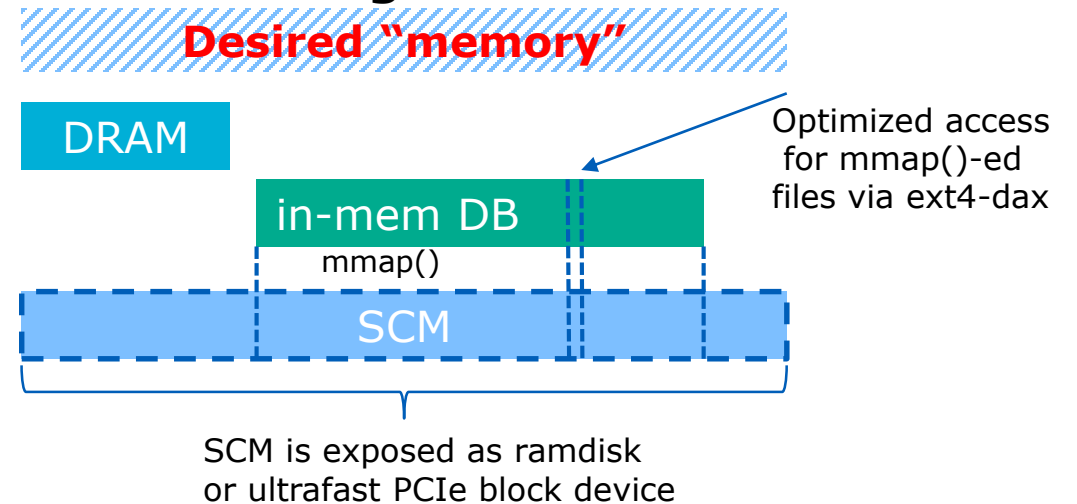 Desired “memory”
DRAM
Optimized access
for mmap()-ed
files via ext4-dax
in-mem DB
mmap()
SCM
SCM is exposed as ramdisk
or ultrafast PCIe block device